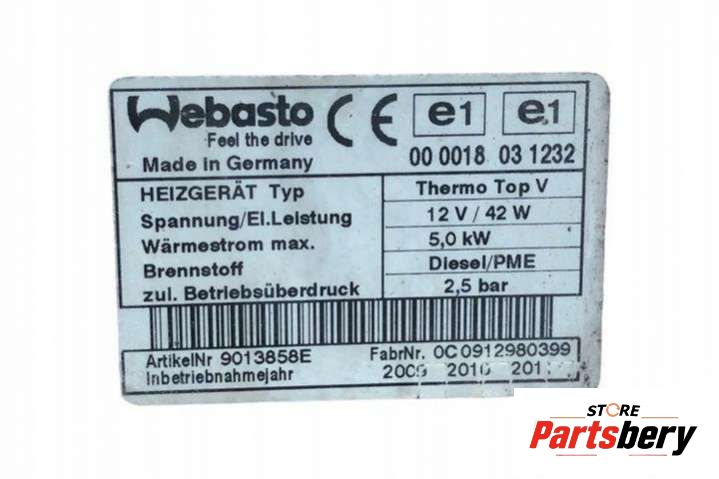 Webasto
Feel the drive
Made in Germany
CE
e1 e1
00 0018 03 1232
HEIZGERÄT Typ Thermo Top V
Spannung/El.Leistung 12 V / 42 W
Wärmestrom max. 5,0 kW
Brennstoff Diesel/PME
zul. Betriebsüberdruck 2,5 bar
ArtikelNr 9013858E FabrNr. 0C0912980399
Inbetriebnahmejahr 2009 2010
STORE
Partsbery